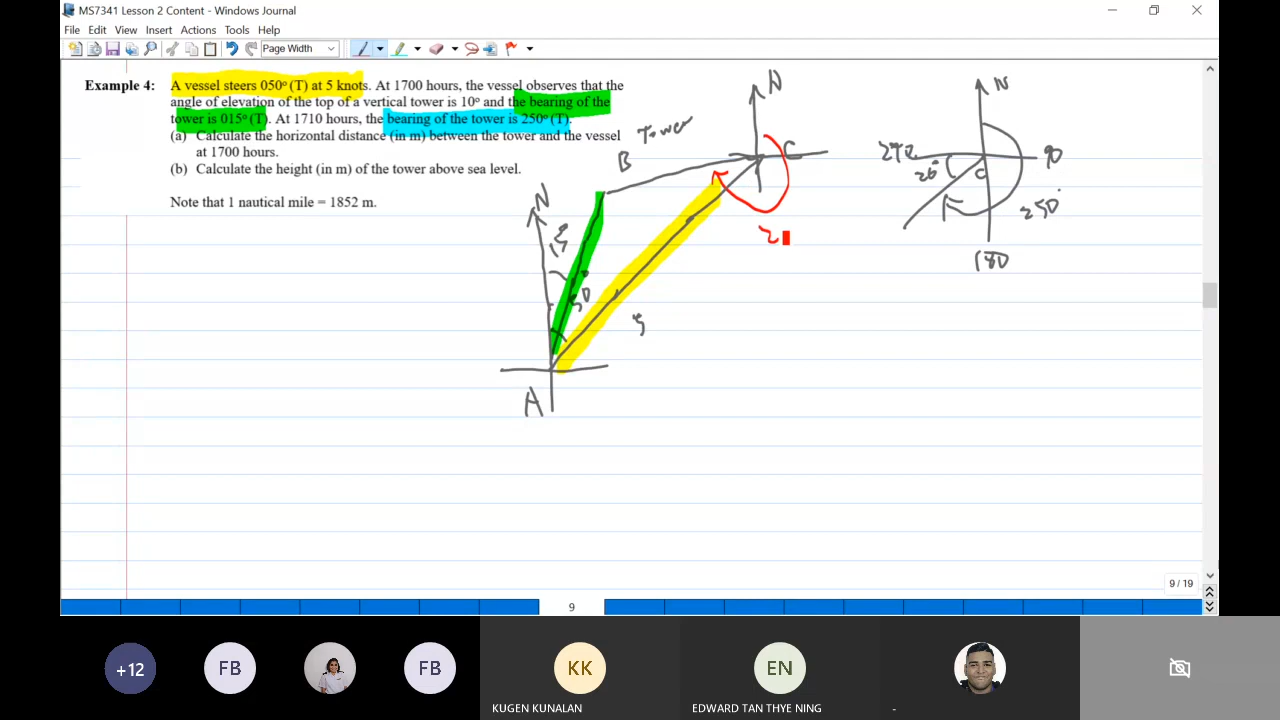 MS7341 Lesson 2 Content - Windows Journal
File Edit View Insert Actions Tools Help
Page Width
Example 4: A vessel steers 050° (T) at 5 knots. At 1700 hours, the vessel observes that the
angle of elevation of the top of a vertical tower is 10° and the bearing of the
tower is 015° (T). At 1710 hours, the bearing of the tower is 250° (T).
(a) Calculate the horizontal distance (in m) between the tower and the vessel
at 1700 hours.
(b) Calculate the height (in m) of the tower above sea level.
Note that 1 nautical mile = 1852 m.
N
N
Tower
B
C
270
90
20°
C
250°
180
N
15
50°
5
A
9 / 19
9
+12
FB
FB
KK
EN
KUGEN KUNALAN
EDWARD TAN THYE NING
-